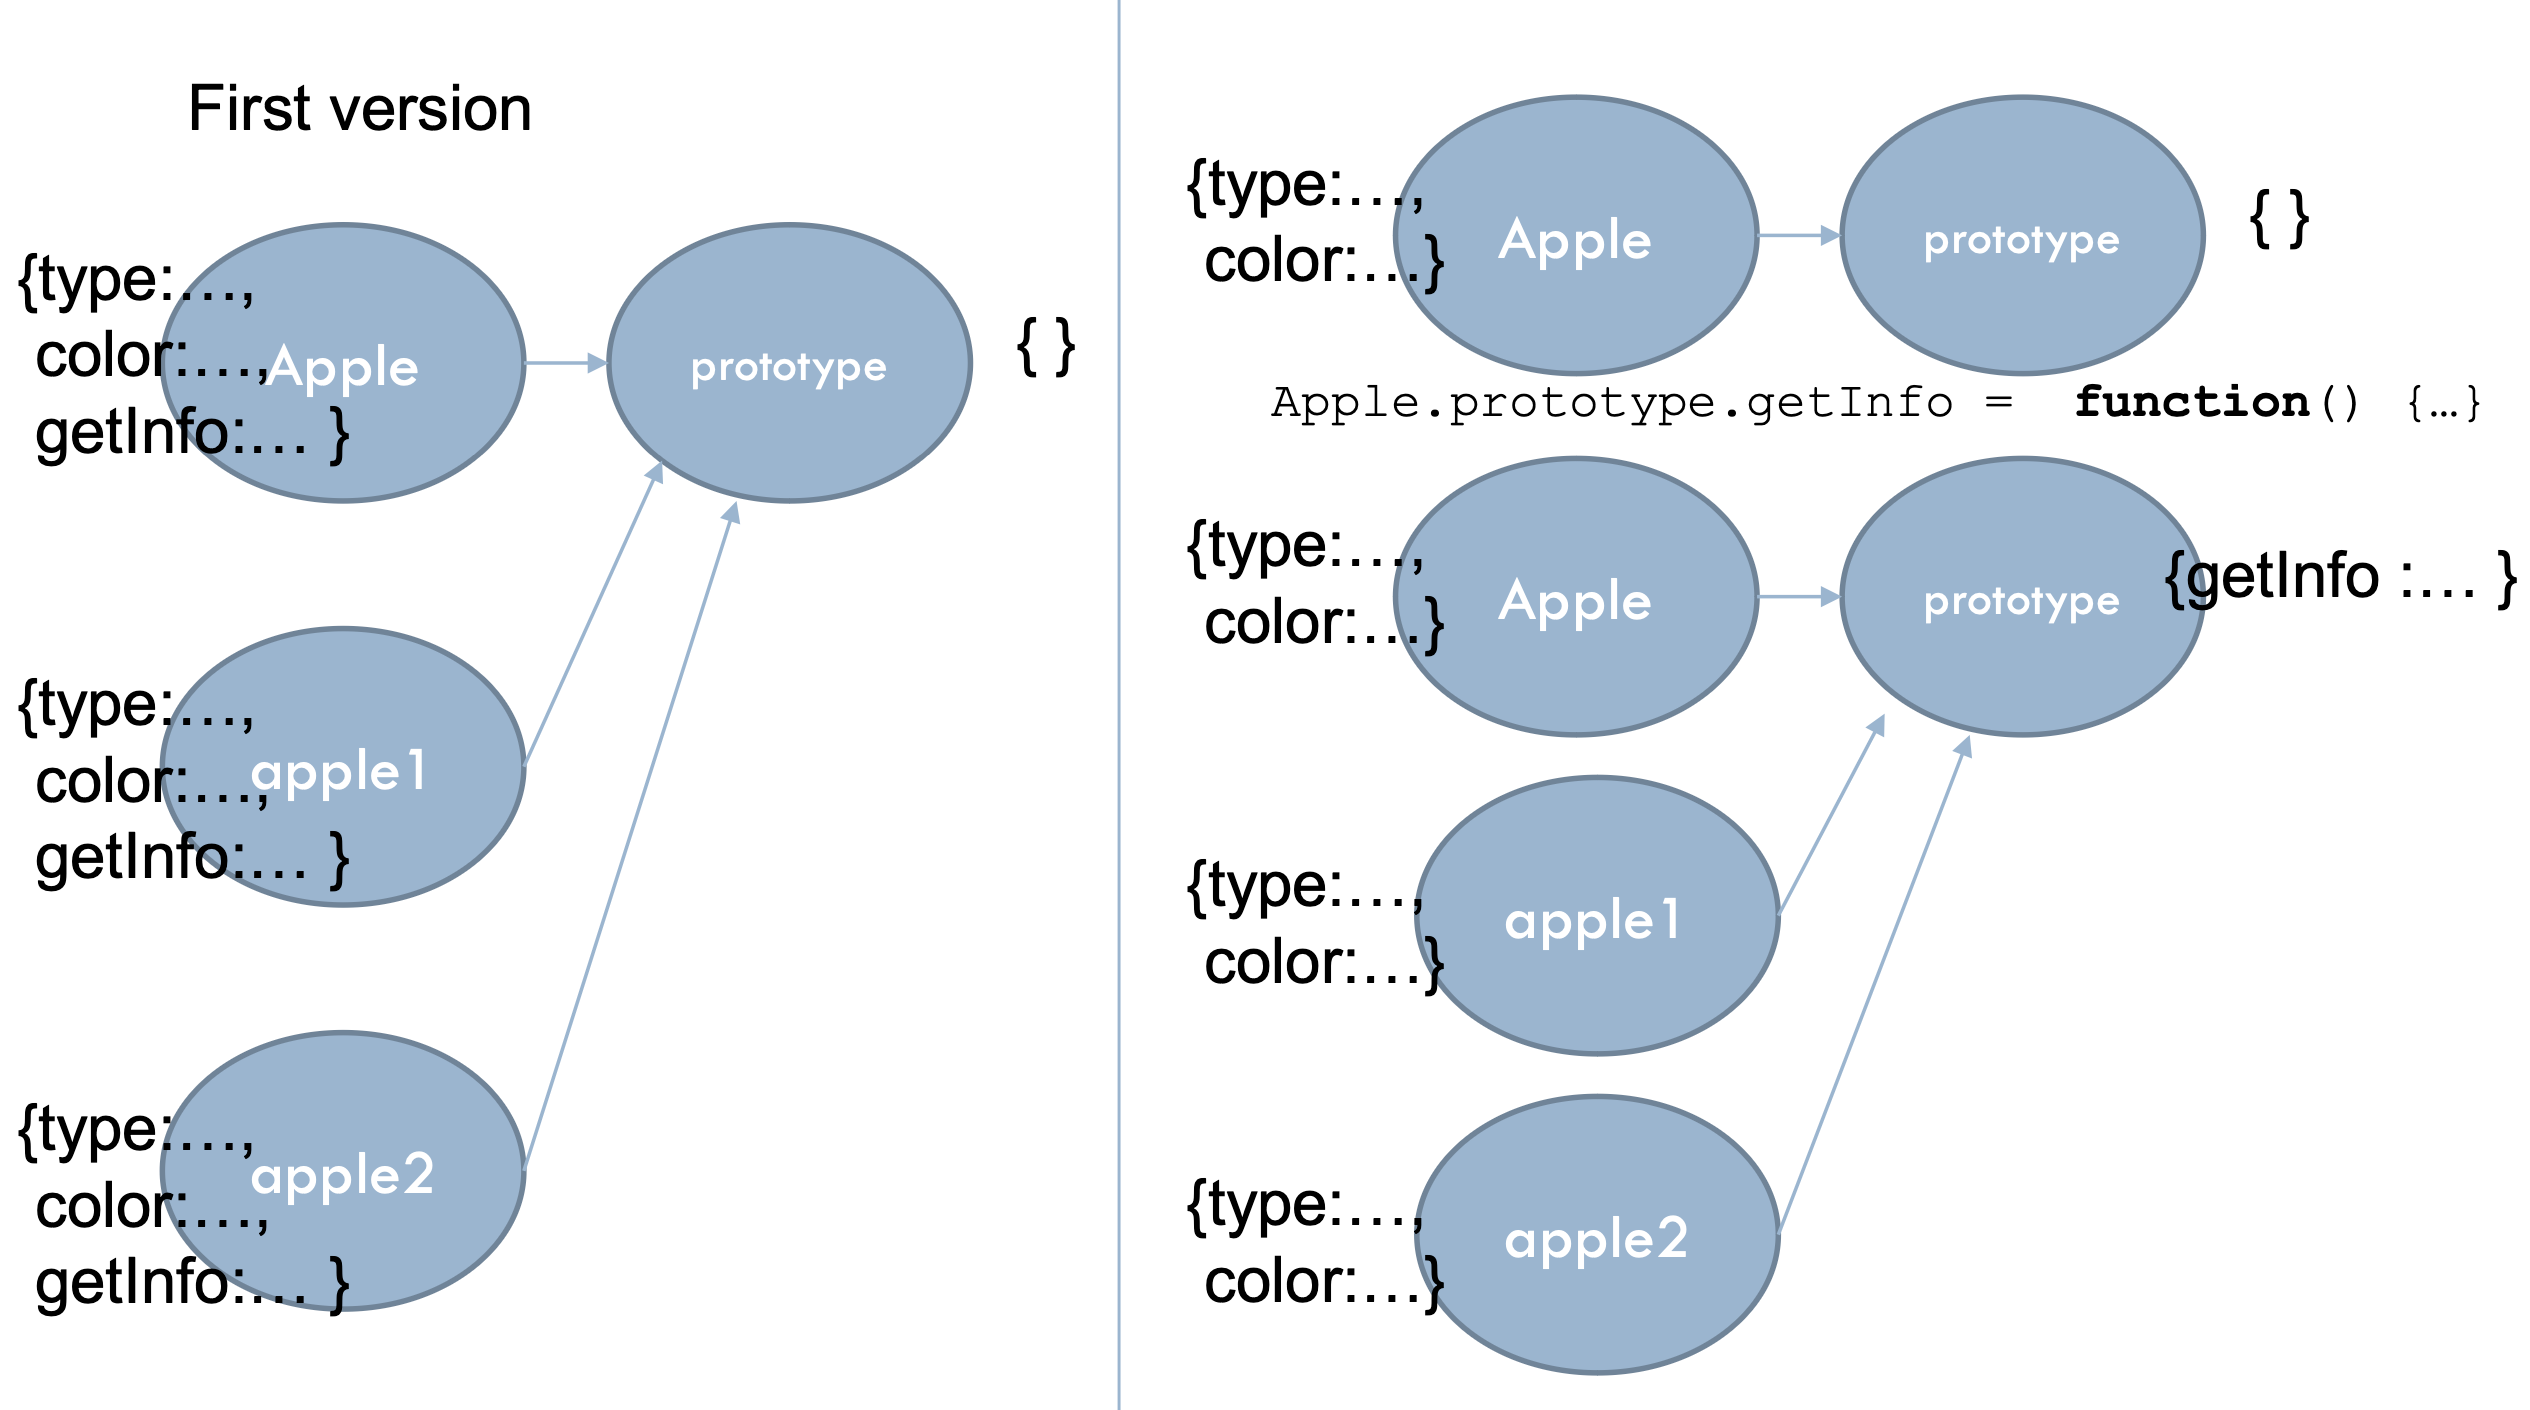 First version
{type:…,
color:…,
getInfo:… }
Apple
prototype
{ }
{type:…,
color:…,
getInfo:… }
apple1
{type:…,
color:…,
getInfo:… }
apple2
{type:…,
color:…}
Apple
prototype
{ }
Apple.prototype.getInfo = function() {…}
{type:…,
color:…}
Apple
prototype
{getInfo :… }
{type:…,
color:…}
apple1
{type:…,
color:…}
apple2